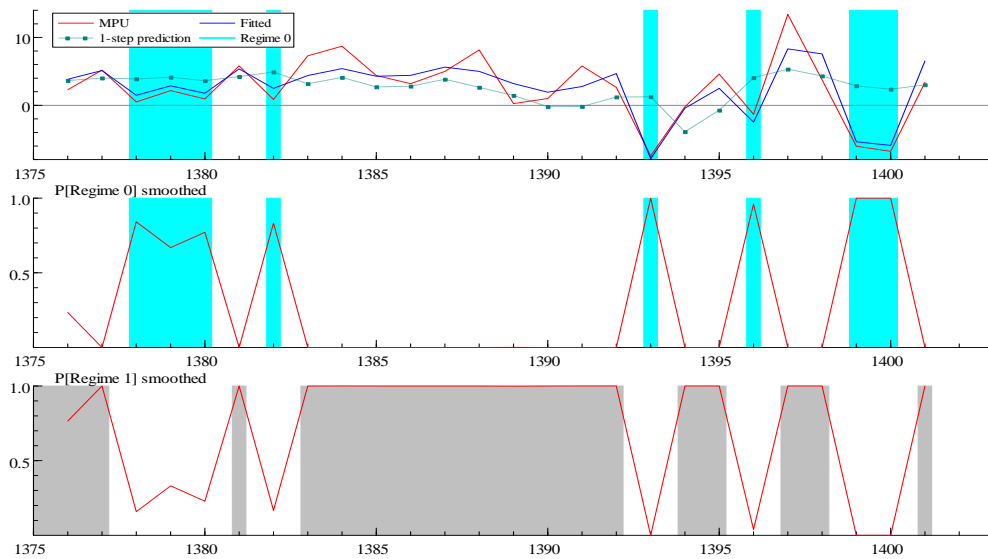 MPU Fitted
1-step prediction Regime 0
10
0
1375 1380 1385 1390 1395 1400
P[Regime 0] smoothed
1.0
0.5
1375 1380 1385 1390 1395 1400
P[Regime 1] smoothed
1.0
0.5
1375 1380 1385 1390 1395 1400